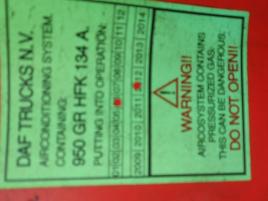 DAF TRUCKS N.V.
AIRCONDITIONING SYSTEM.
CONTAINING:
950 GR HFK 134 A.
PUTTING INTO OPERATION:
01 02 03 04 05 07 08 09 10 11 12
2009 2010 2011 2012 2013 2014
WARNING!!
AIRCOSYSTEM CONTAINS
PRESSURIZED GAS.
THIS CAN BE DANGEROUS:
DO NOT OPEN!!